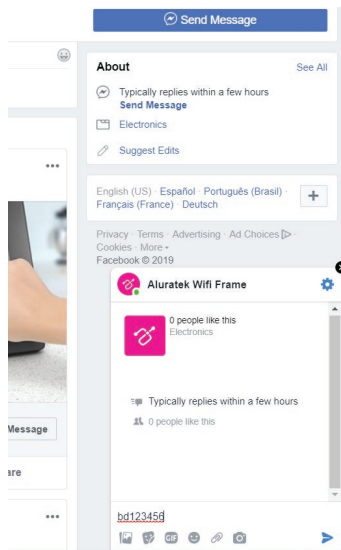 Send Message
About
See All
Typically replies within a few hours
Send Message
Electronics
Suggest Edits
English (US) · Español · Português (Brasil) ·
Français (France) · Deutsch
+
Privacy · Terms · Advertising · Ad Choices ·
Cookies · More
Facebook © 2019
Aluratek Wifi Frame
0 people like this
Electronics
Typically replies within a few hours
0 people like this
Message
are
bd123456
GIF